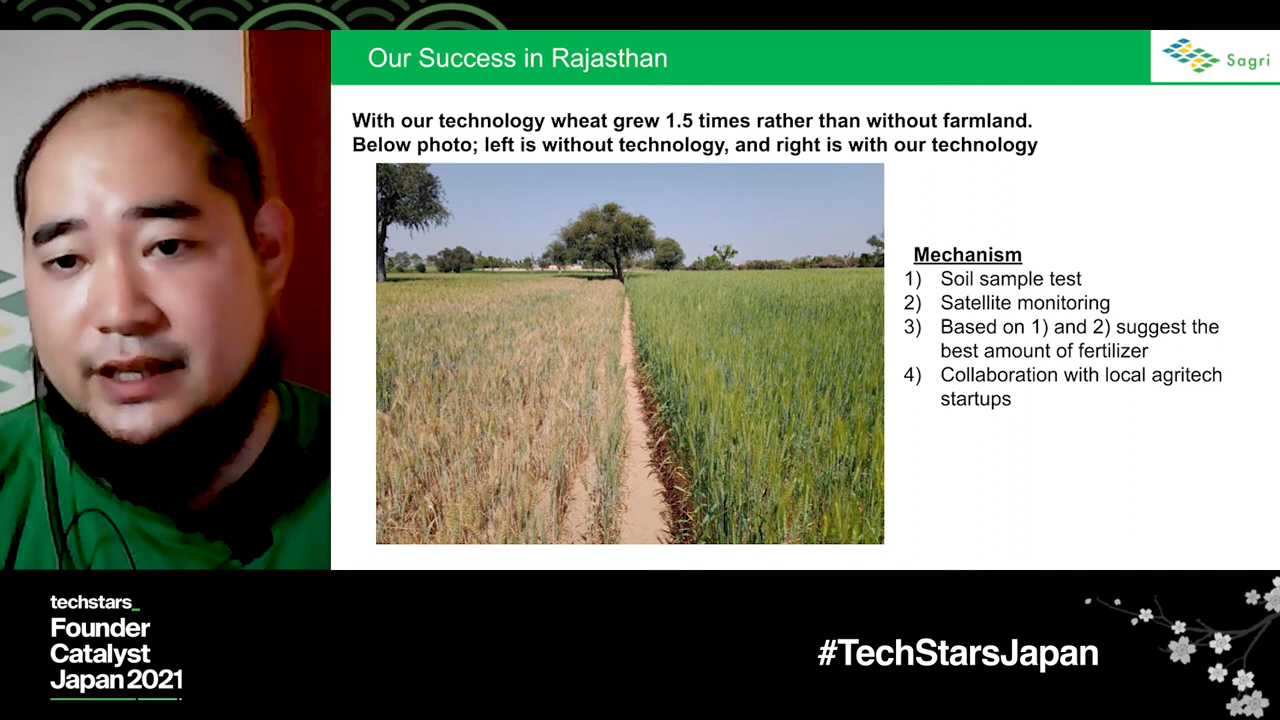 Our Success in Rajasthan
Sagri
With our technology wheat grew 1.5 times rather than without farmland.
Below photo; left is without technology, and right is with our technology
Mechanism
1) Soil sample test
2) Satellite monitoring
3) Based on 1) and 2) suggest the
best amount of fertilizer
4) Collaboration with local agritech
startups
techstars_
Founder
Catalyst
Japan 2021
#TechStarsJapan